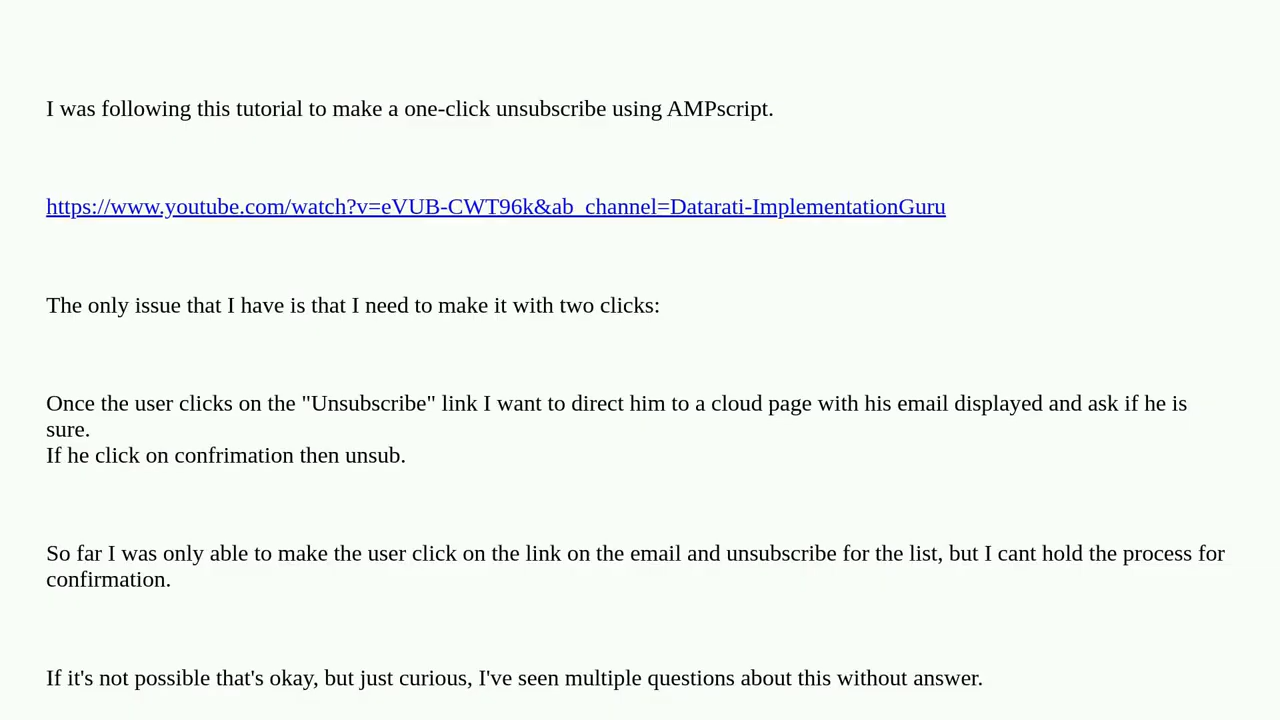 I was following this tutorial to make a one-click unsubscribe using AMPscript.
https://www.youtube.com/watch?v=eVUB-CWT96k&ab_channel=Datarati-ImplementationGuru
The only issue that I have is that I need to make it with two clicks:
Once the user clicks on the "Unsubscribe" link I want to direct him to a cloud page with his email displayed and ask if he is
sure.
If he click on confrimation then unsub.
So far I was only able to make the user click on the link on the email and unsubscribe for the list, but I cant hold the process for
confirmation.
If it's not possible that's okay, but just curious, I've seen multiple questions about this without answer.